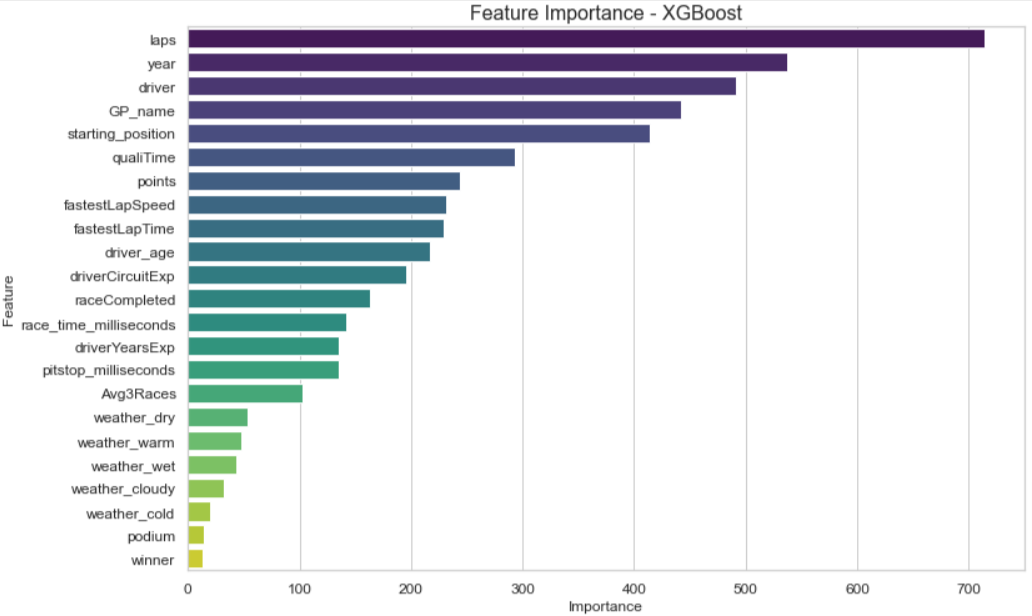 Feature Importance - XGBoost
Feature
laps
year
driver
GP_name
starting_position
qualiTime
points
fastestLapSpeed
fastestLapTime
driver_age
driverCircuitExp
raceCompleted
race_time_milliseconds
driverYearsExp
pitstop_milliseconds
Avg3Races
weather_dry
weather_warm
weather_wet
weather_cloudy
weather_cold
podium
winner
0 100 200 300 400 500 600 700
Importance